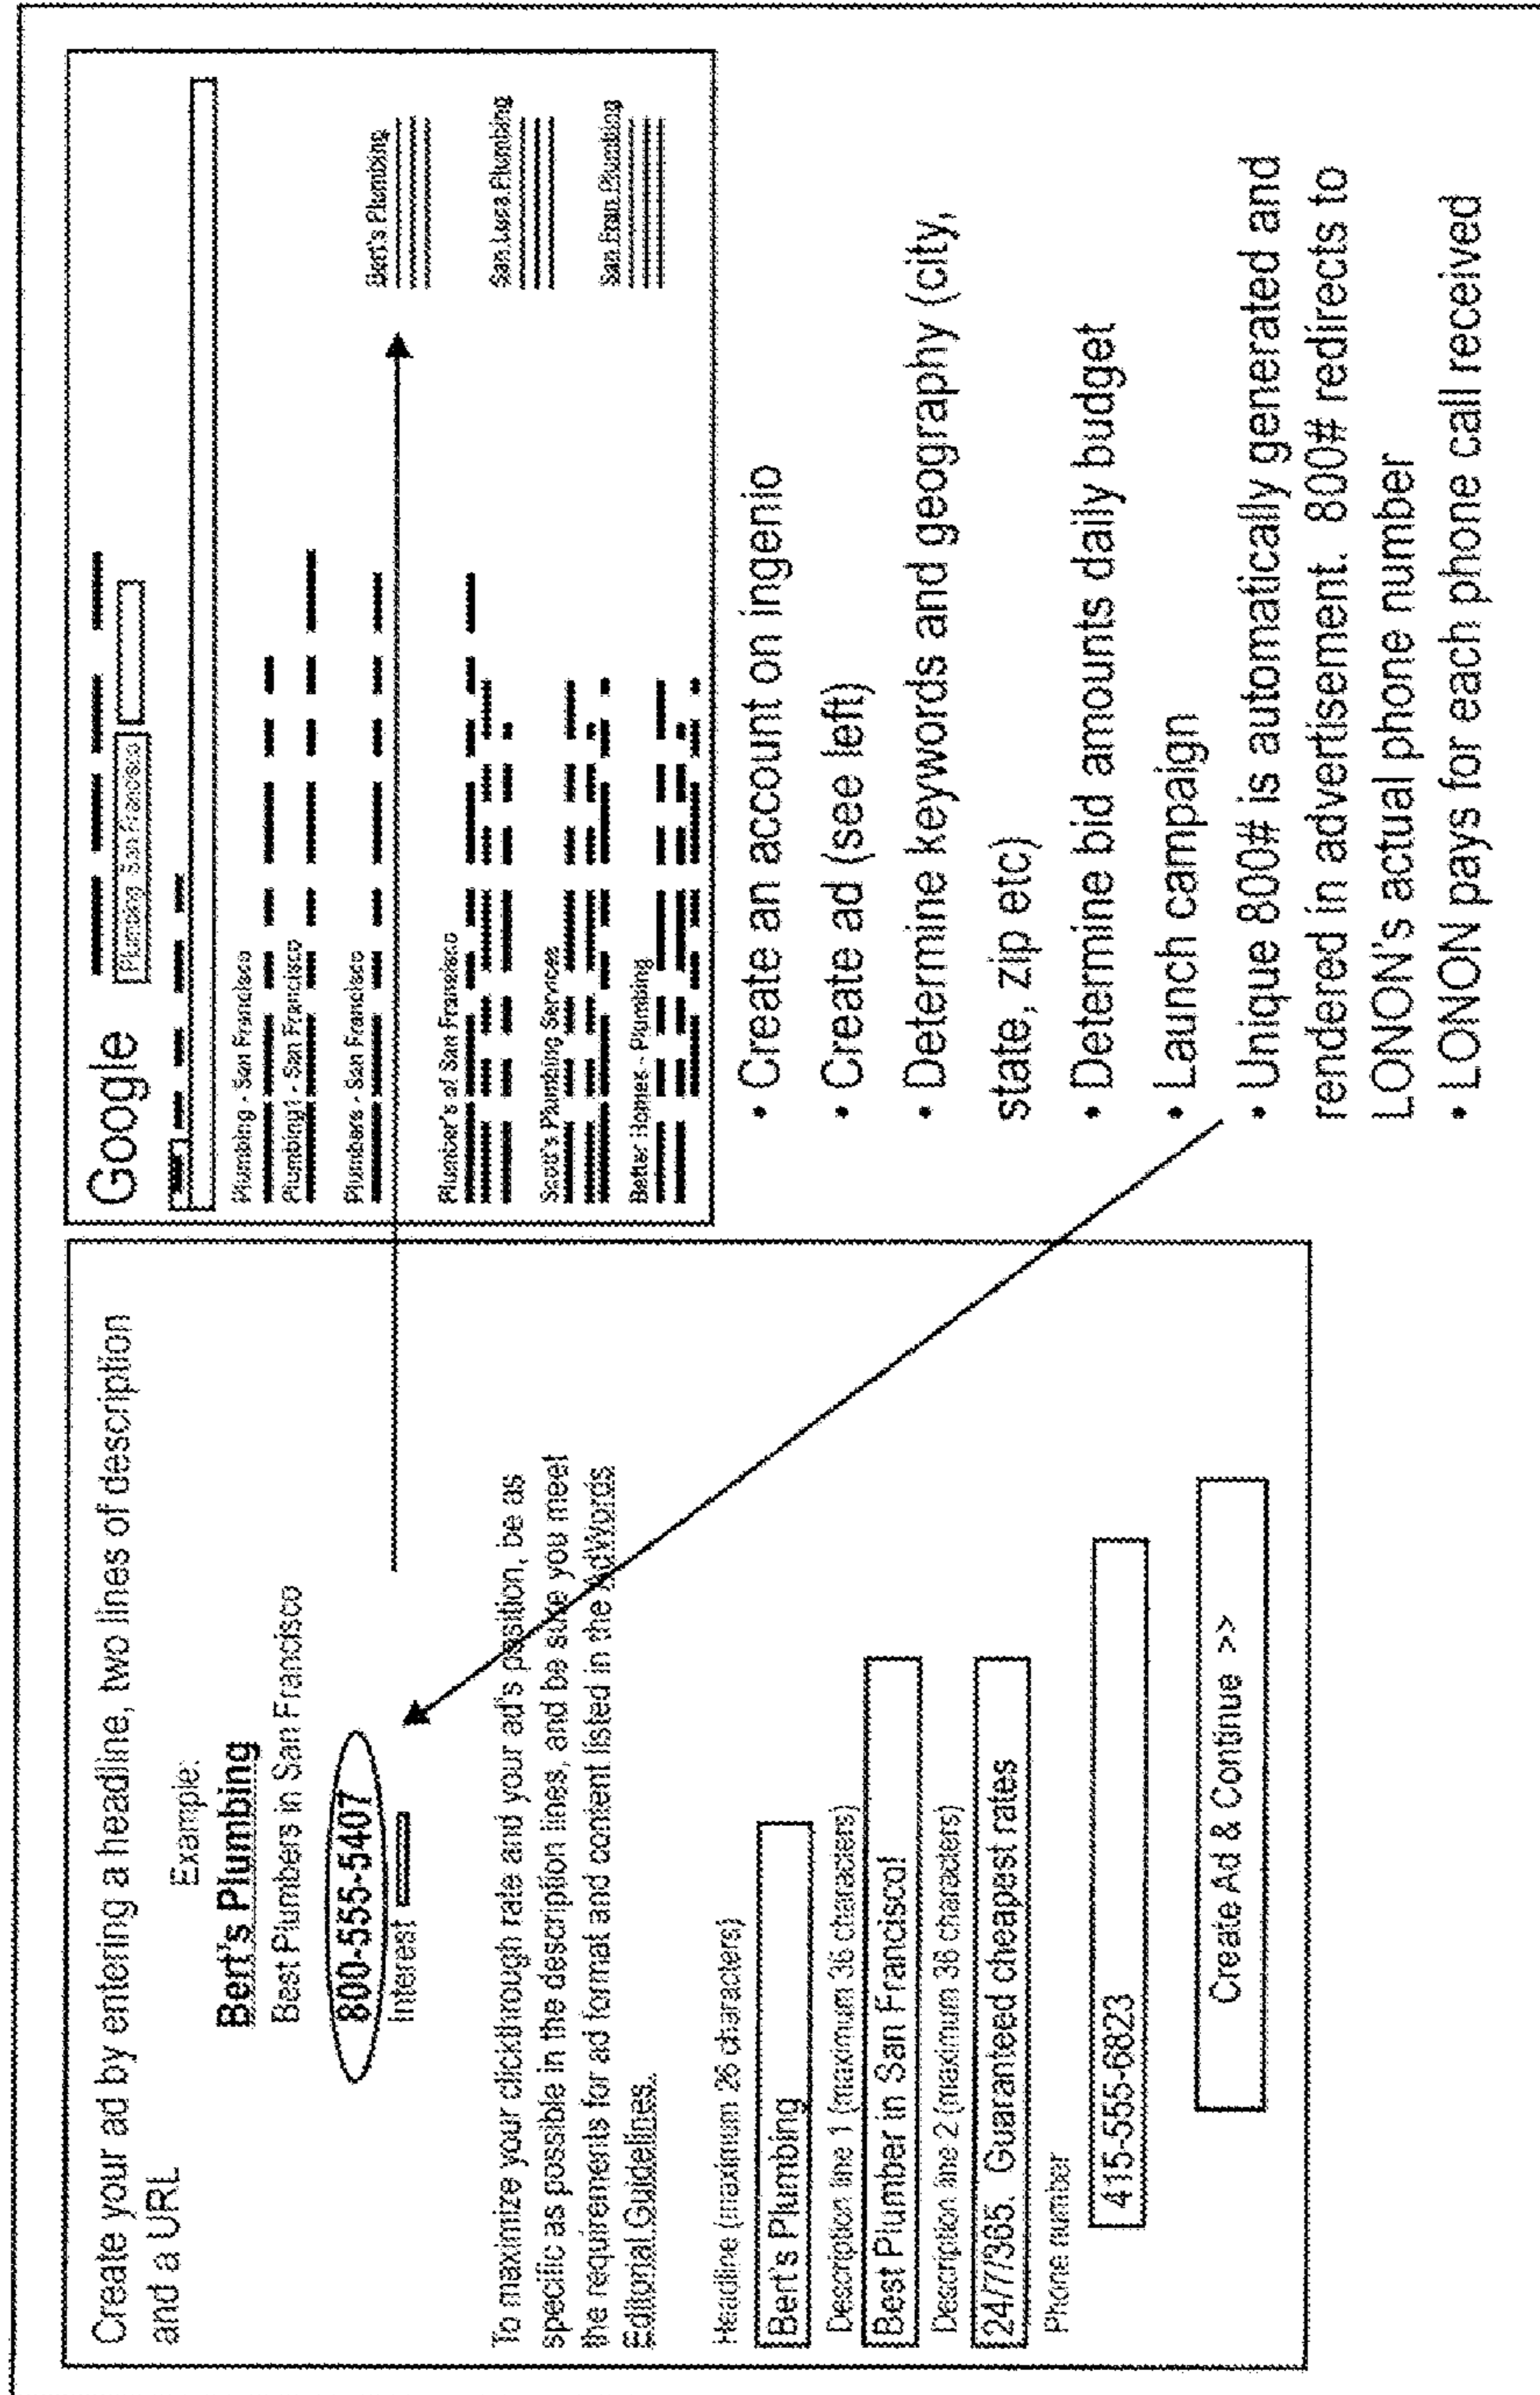 Create your ad by entering a headline, two lines of description
and a URL
Example:
Bert's Plumbing
Best Plumbers in San Francisco
800-555-5407
Interest
To maximize your clickthrough rate and your ad's position, be as
specific as possible in the description lines, and be sure you meet
the requirements for ad format and content listed in the AdWords
Editorial Guidelines.
Headline (maximum 26 characters)
Bert's Plumbing
Description line 1 (maximum 36 characters)
Best Plumber in San Francisco!
Description line 2 (maximum 36 characters)
24/7/365. Guaranteed cheapest rates
Phone number
415-555-6823
Create Ad & Continue >>
Google
Plumbing San Francisco
Plumbing - San Francisco
Plumbing1 - San Francisco
Plumbers - San Francisco
Plumber's of San Francisco
Scott's Plumbing Services
Better Homes - Plumbing
Bert's Plumbing
San Luca Plumbing
San Fran Plumbing
• Create an account on ingenio
• Create ad (see left)
• Determine keywords and geography (city,
state, zip etc)
• Determine bid amounts daily budget
• Launch campaign
• Unique 800# is automatically generated and
rendered in advertisement. 800# redirects to
LONON's actual phone number
• LONON pays for each phone call received